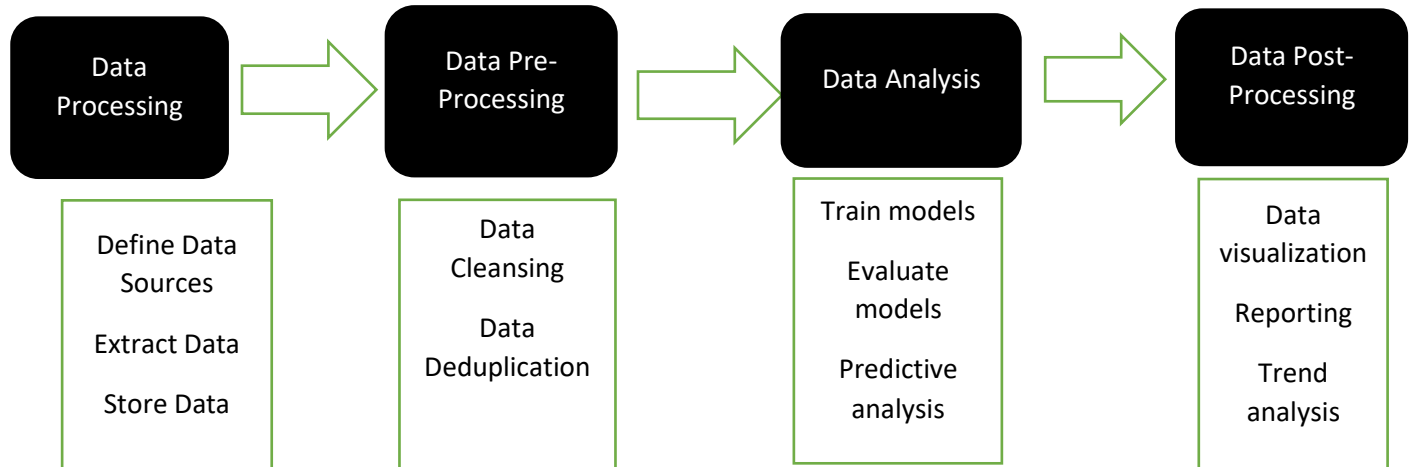 Data
Processing
Data Pre-
Processing
Data Analysis
Data Post-
Processing
Define Data
Sources
Extract Data
Store Data
Data
Cleansing
Data
Deduplication
Train models
Evaluate
models
Predictive
analysis
Data
visualization
Reporting
Trend
analysis